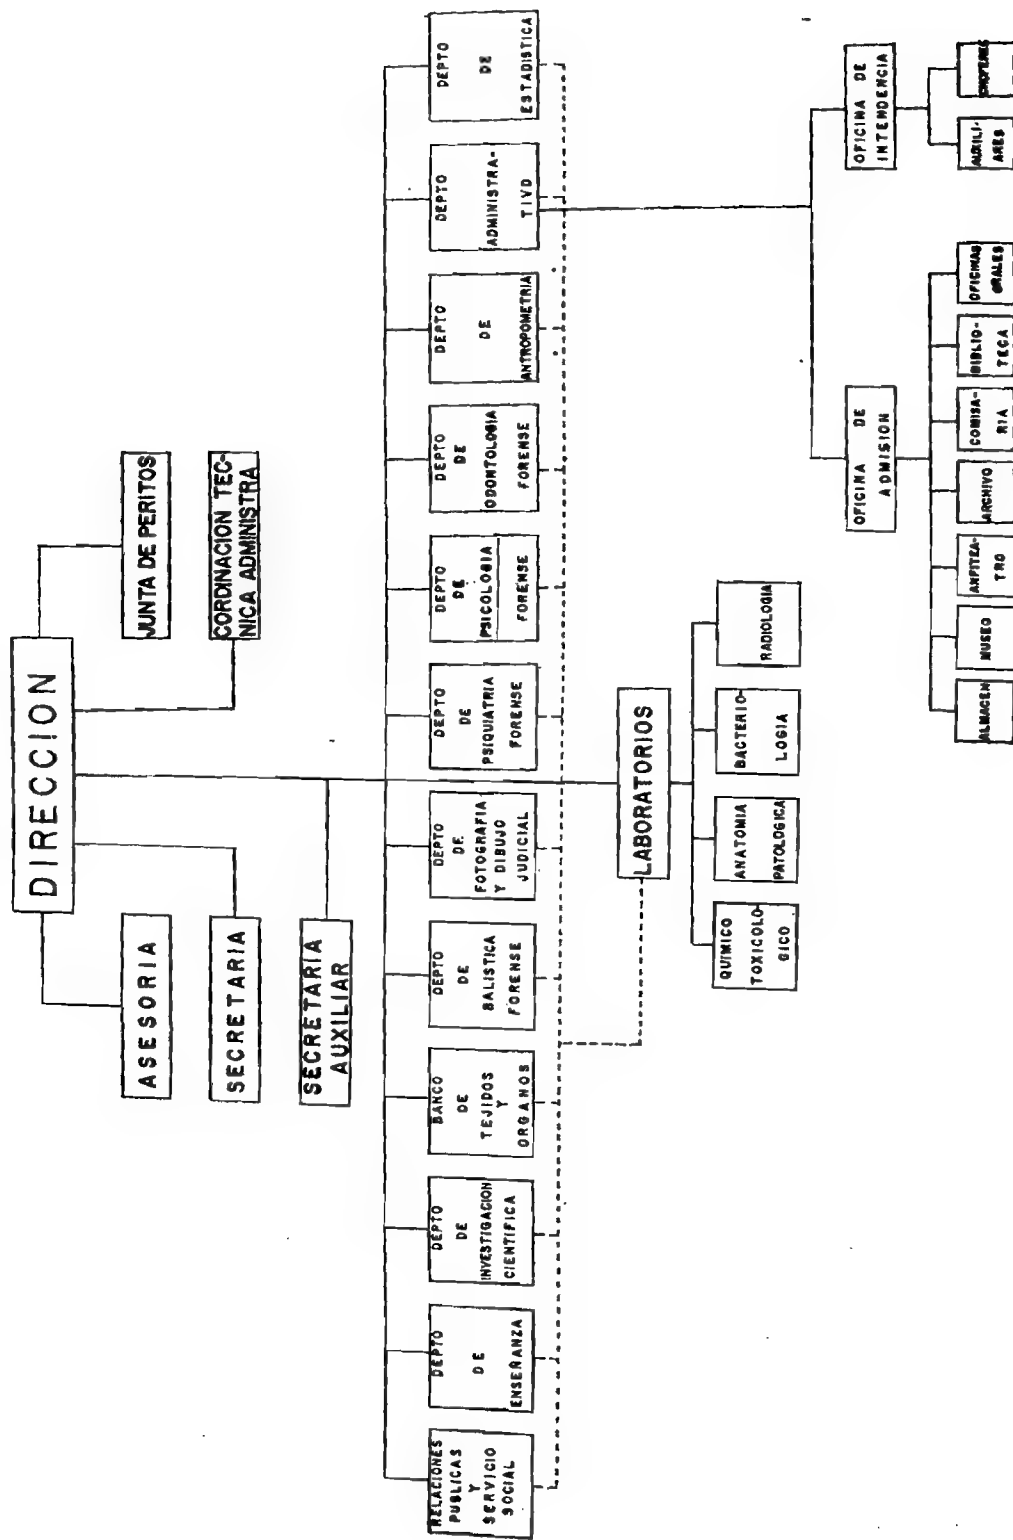 DIRECCION
ASESORIA
SECRETARIA
SECRETARIA
AUXILIAR
JUNTA DE PERITOS
CORDINACION TEC-
NICA ADMINISTRA
RELACIONES
PUBLICAS
Y
SERVICIO
SOCIAL
DEPTO
DE
ENSEÑANZA
DEPTO
DE
INVESTIGACION
CIENTIFICA
BANCO
DE
TEJIDOS
Y
ORGANOS
DEPTO
DE
BALISTICA
FORENSE
DEPTO
DE
FOTOGRAFIA
Y DIBUJO
JUDICIAL
DEPTO
DE
PSIQUIATRIA
FORENSE
DEPTO
DE
PSICOLOGIA
FORENSE
DEPTO
DE
ODONTOLOGIA
FORENSE
DEPTO
DE
ANTROPOMETRIA
DEPTO
ADMINISTRA-
TIVO
DEPTO
DE
ESTADISTICA
LABORATORIOS
QUIMICO
TOXICOLO-
GICO
ANATOMIA
PATOLOGICA
BACTERIO-
LOGIA
RADIOLOGIA
OFICINA DE
ADMISION
OFICINA DE
INTENDENCIA
ALMACEN
MUSEO
ANFITEA-
TRO
ARCHIVO
COMISA-
RIA
BIBLIO-
TECA
OFICINAS
GRALES
AUXILI-
ARES